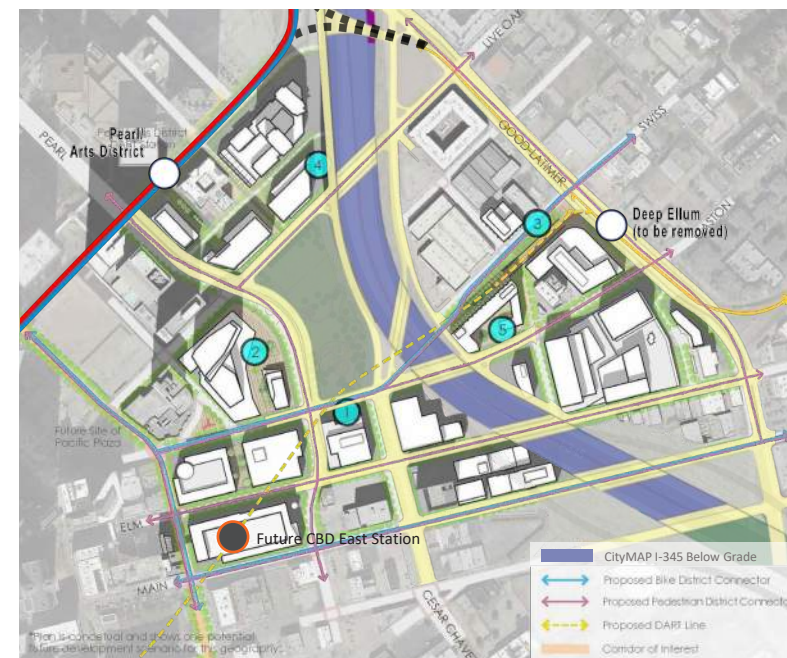 LIVE OAK
PEARL
Pearl/
Arts District
4
GOOD-LATIMER
SWISS
3
Deep Ellum
(to be removed)
GASTON
5
2
1
Future Site of
Pacific Plaza
ELM
Future CBD East Station
MAIN
CESAR CHAVEZ
CityMAP I-345 Below Grade
Proposed Bike District Connector
Proposed Pedestrian District Connecto
Proposed DART Line
Corridor of Interest
*Plan is conceptual and shows one potential
future development scenario for this geography.